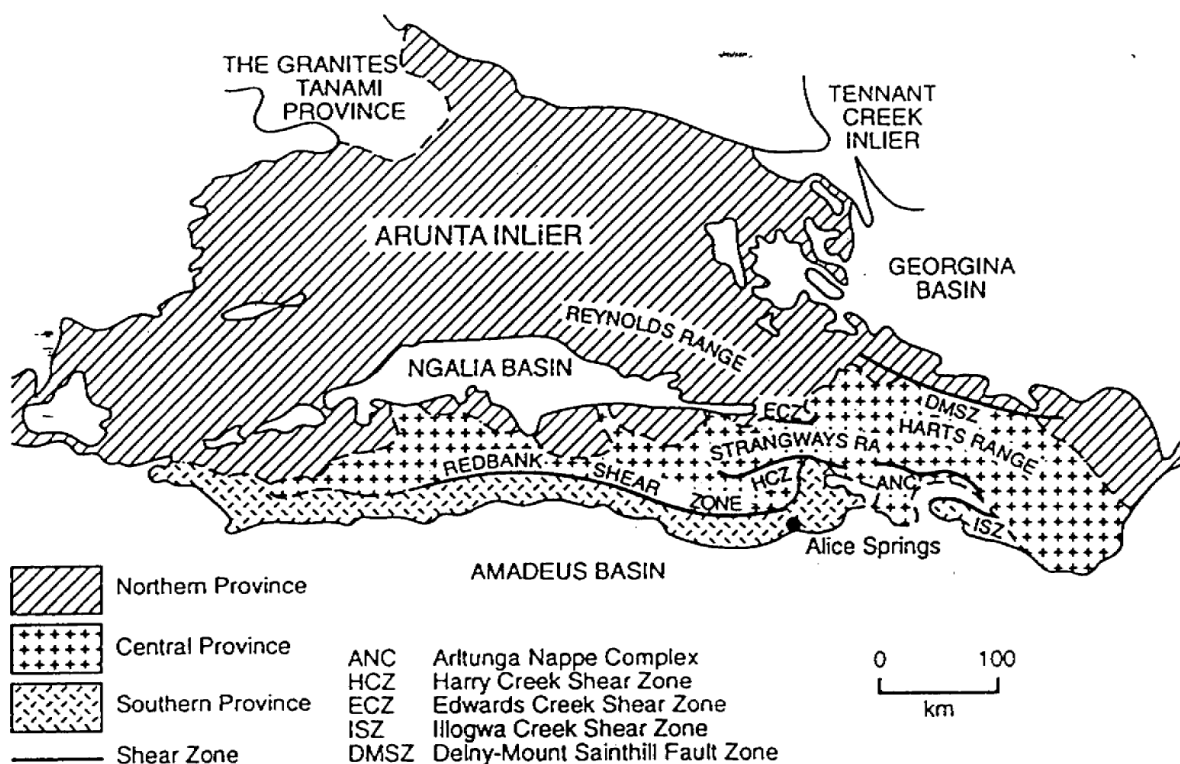 THE GRANITES
TANAMI
PROVINCE
TENNANT
CREEK
INLIER
ARUNTA INLiER
GEORGINA
BASIN
REYNOLDS RANGE
NGALIA BASIN
ECZ
DMSZ
HARTS RANGE
STRANGWAYS RA
REDBANK SHEAR ZONE
HCZ
ANC
ISZ
Alice Springs
AMADEUS BASIN
Northern Province
Central Province
Southern Province
Shear Zone
ANC Arltunga Nappe Complex
HCZ Harry Creek Shear Zone
ECZ Edwards Creek Shear Zone
ISZ Illogwa Creek Shear Zone
DMSZ Delny-Mount Sainthill Fault Zone
0 100
km